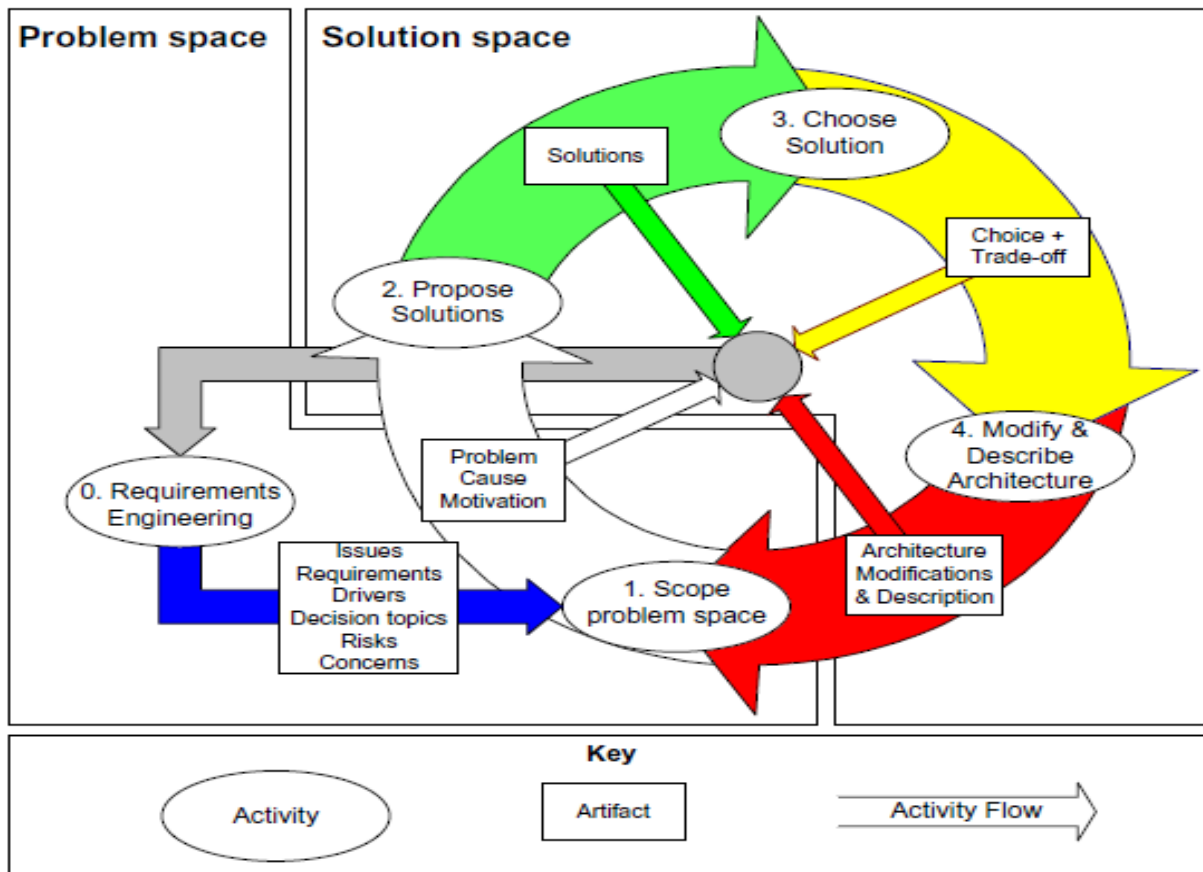 Problem space
Solution space
3. Choose
Solution
Solutions
Choice +
Trade-off
2. Propose
Solutions
4. Modify &
Describe
Architecture
Problem
Cause
Motivation
0. Requirements
Engineering
Issues
Requirements
Drivers
Decision topics
Risks
Concerns
1. Scope
problem space
Architecture
Modifications
& Description
Key
Activity
Artifact
Activity Flow